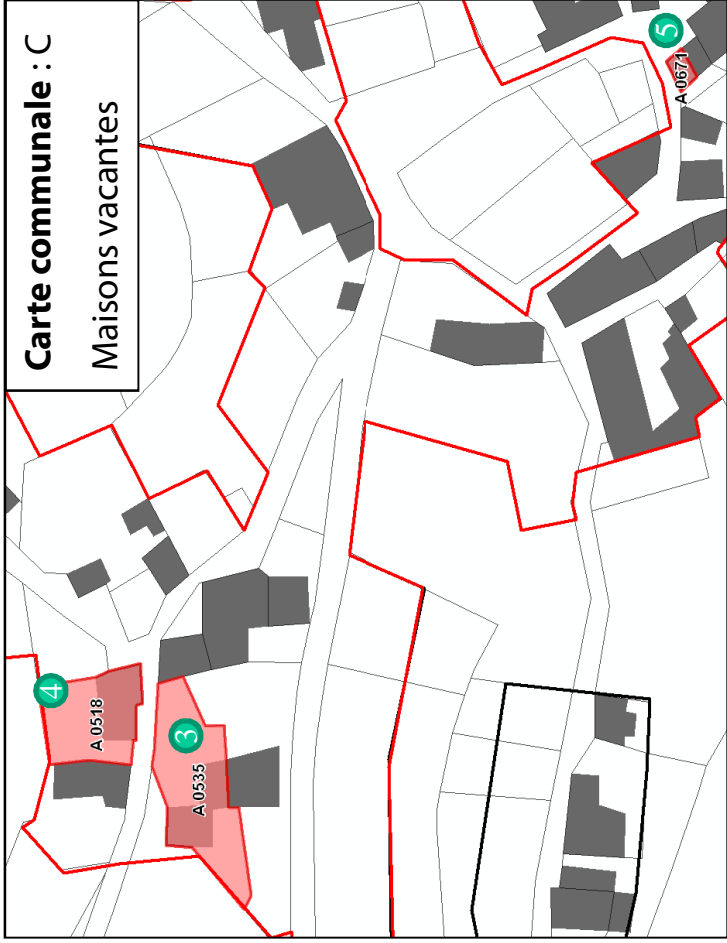 Carte communale : C
Maisons vacantes
4
A 0518
3
A 0535
5
A 0671